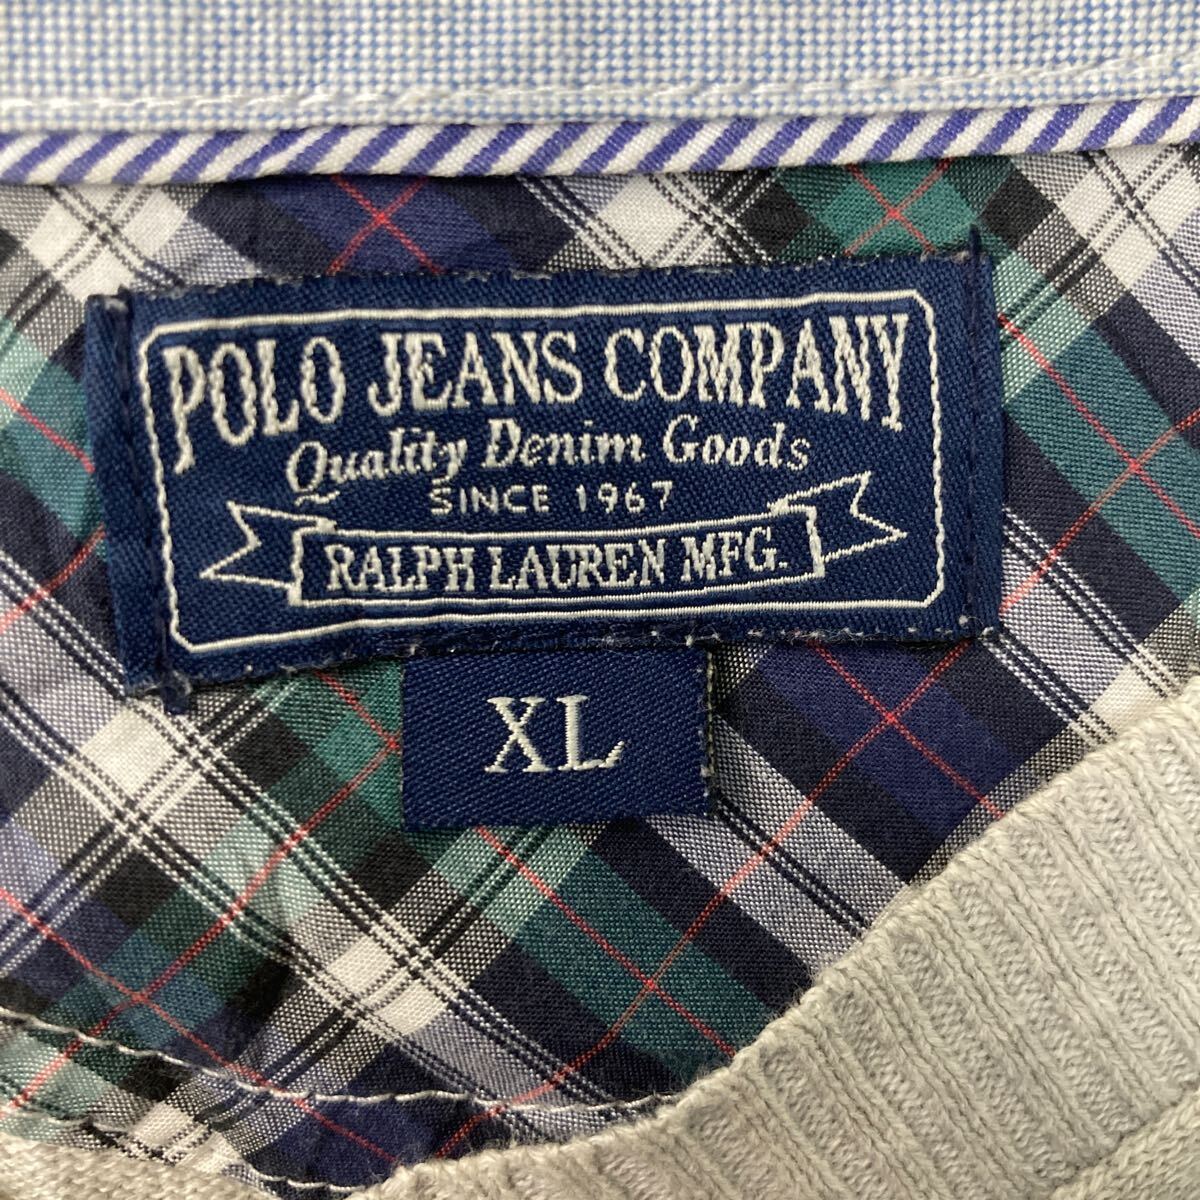 POLO JEANS COMPANY
Quality Denim Goods
SINCE 1967
RALPH LAUREN MFG.
XL